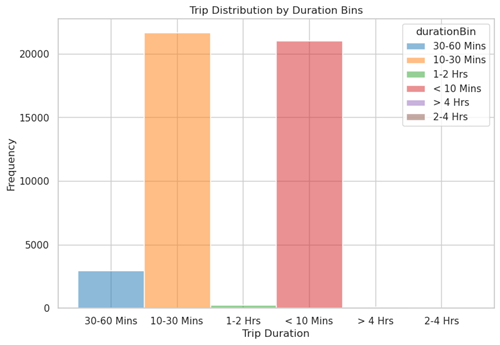 Trip Distribution by Duration Bins
durationBin
30-60 Mins
10-30 Mins
1-2 Hrs
< 10 Mins
> 4 Hrs
2-4 Hrs
Frequency
20000
15000
10000
5000
0
30-60 Mins 10-30 Mins 1-2 Hrs < 10 Mins > 4 Hrs 2-4 Hrs
Trip Duration